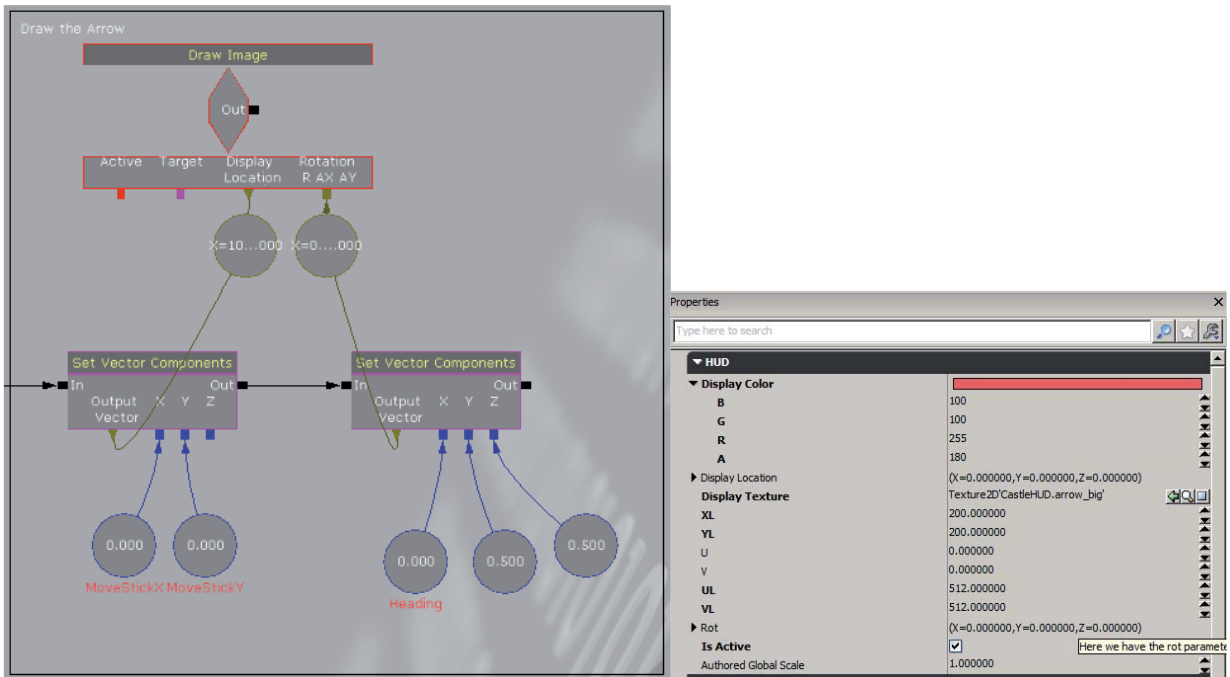 Draw the Arrow
Draw Image
Out
Active Target Display Location Rotation R AX AY
X=10...000 X=0....000
Set Vector Components
In Out
Output Vector X Y Z
Set Vector Components
In Out
Output Vector X Y Z
0.000 0.000
MoveStickX MoveStickY
0.000 0.500 0.500
Heading
Properties
Type here to search
HUD
Display Color
B 100
G 100
R 255
A 180
Display Location (X=0.000000,Y=0.000000,Z=0.000000)
Display Texture Texture2D'CastleHUD.arrow_big'
XL 200.000000
YL 200.000000
U 0.000000
V 0.000000
UL 512.000000
VL 512.000000
Rot (X=0.000000,Y=0.000000,Z=0.000000)
Is Active Here we have the rot paramete
Authored Global Scale 1.000000